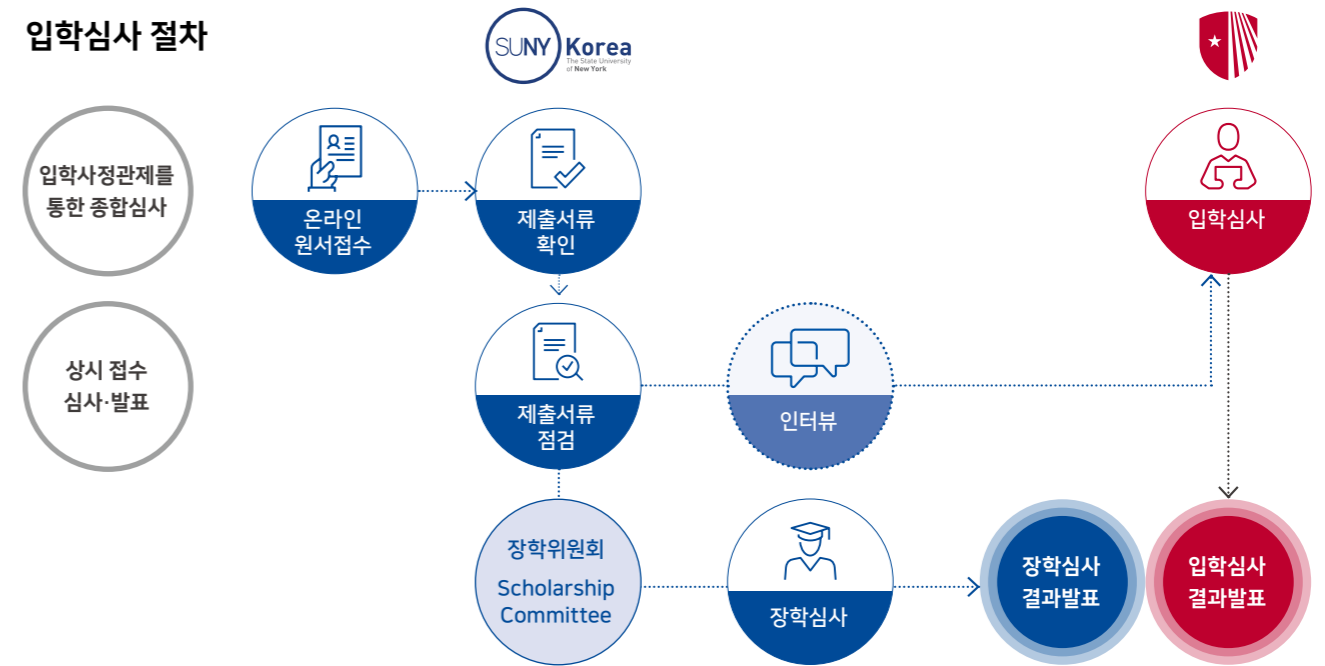 입학심사 절차
SUNY Korea
The State University
of New York
입학사정관제를
통한 종합심사
온라인
원서접수
제출서류
확인
입학심사
상시 접수
심사·발표
제출서류
점검
인터뷰
장학위원회
Scholarship
Committee
장학심사
장학심사
결과발표
입학심사
결과발표